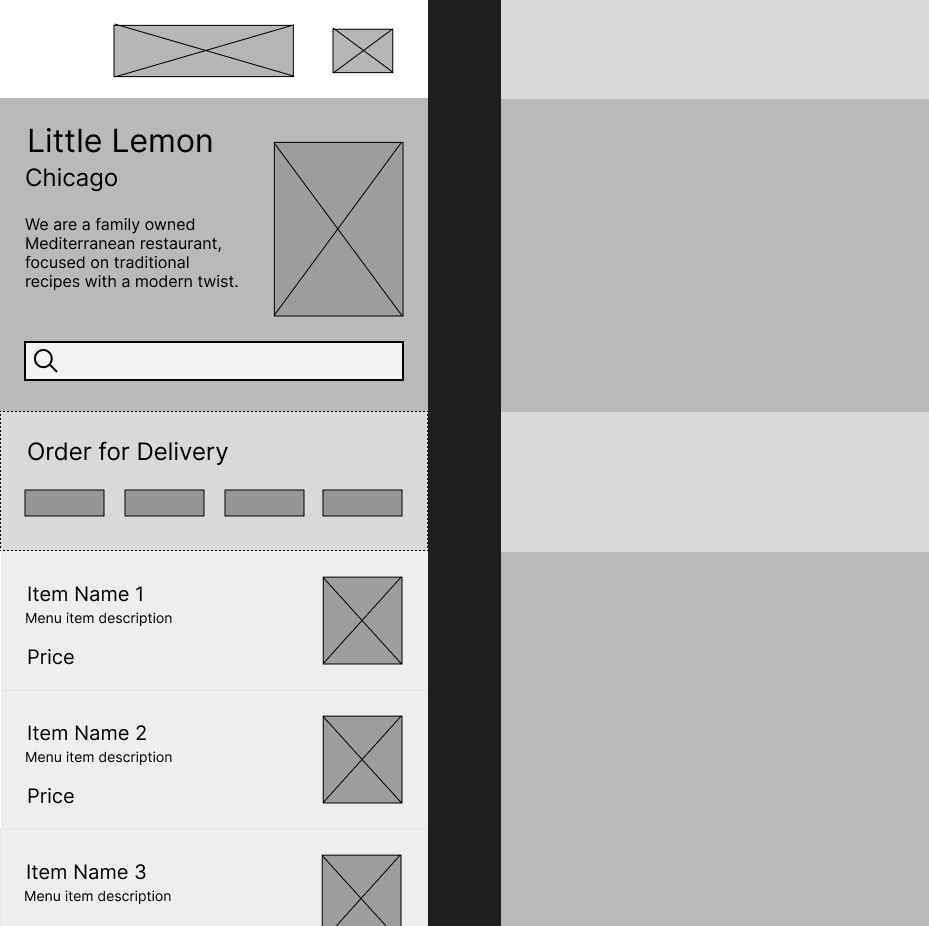 Little Lemon
Chicago
We are a family owned
Mediterranean restaurant,
focused on traditional
recipes with a modern twist.
Order for Delivery
Item Name 1
Menu item description
Price
Item Name 2
Menu item description
Price
Item Name 3
Menu item description